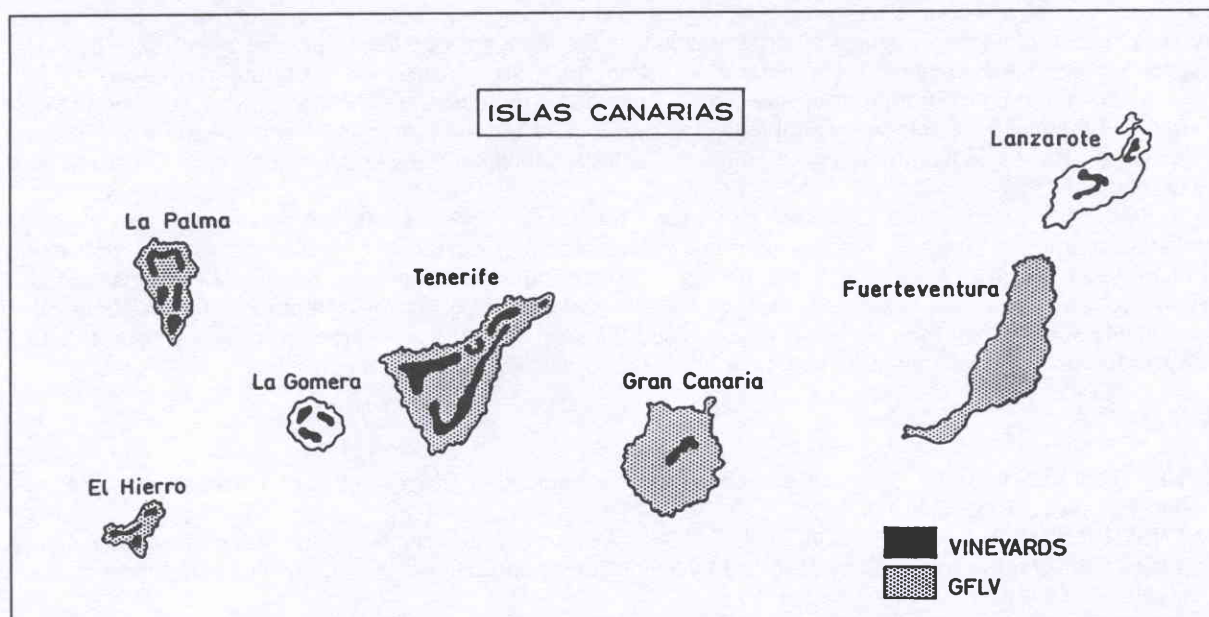 ISLAS CANARIAS
Lanzarote
La Palma
Tenerife
Fuerteventura
La Gomera
Gran Canaria
El Hierro
VINEYARDS
GFLV